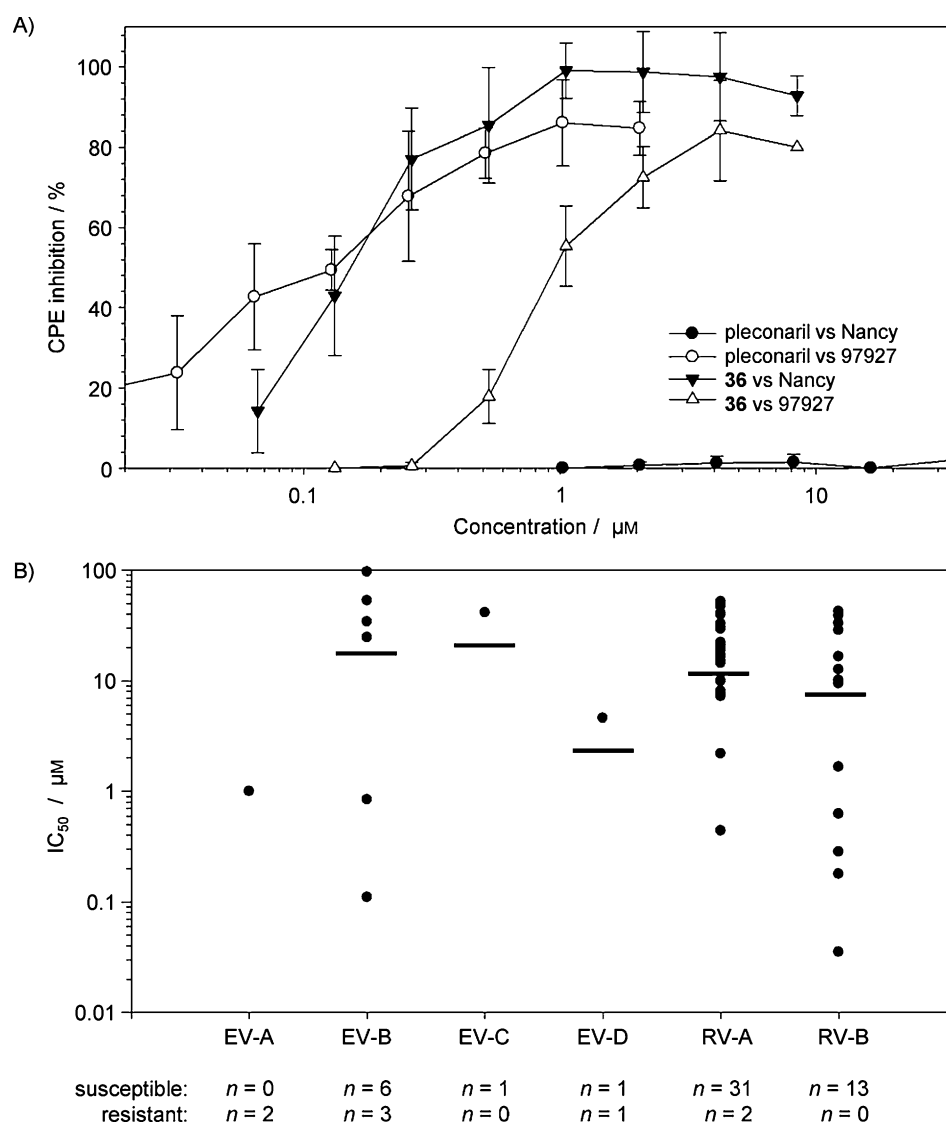 A)
100
80
60
40
20
0
CPE inhibition / %
pleconaril vs Nancy
pleconaril vs 97927
36 vs Nancy
36 vs 97927
0.1 1 10
Concentration / μM
B)
100
10
1
0.1
0.01
IC50 / μM
EV-A EV-B EV-C EV-D RV-A RV-B
susceptible: n = 0 n = 6 n = 1 n = 1 n = 31 n = 13
resistant: n = 2 n = 3 n = 0 n = 1 n = 2 n = 0